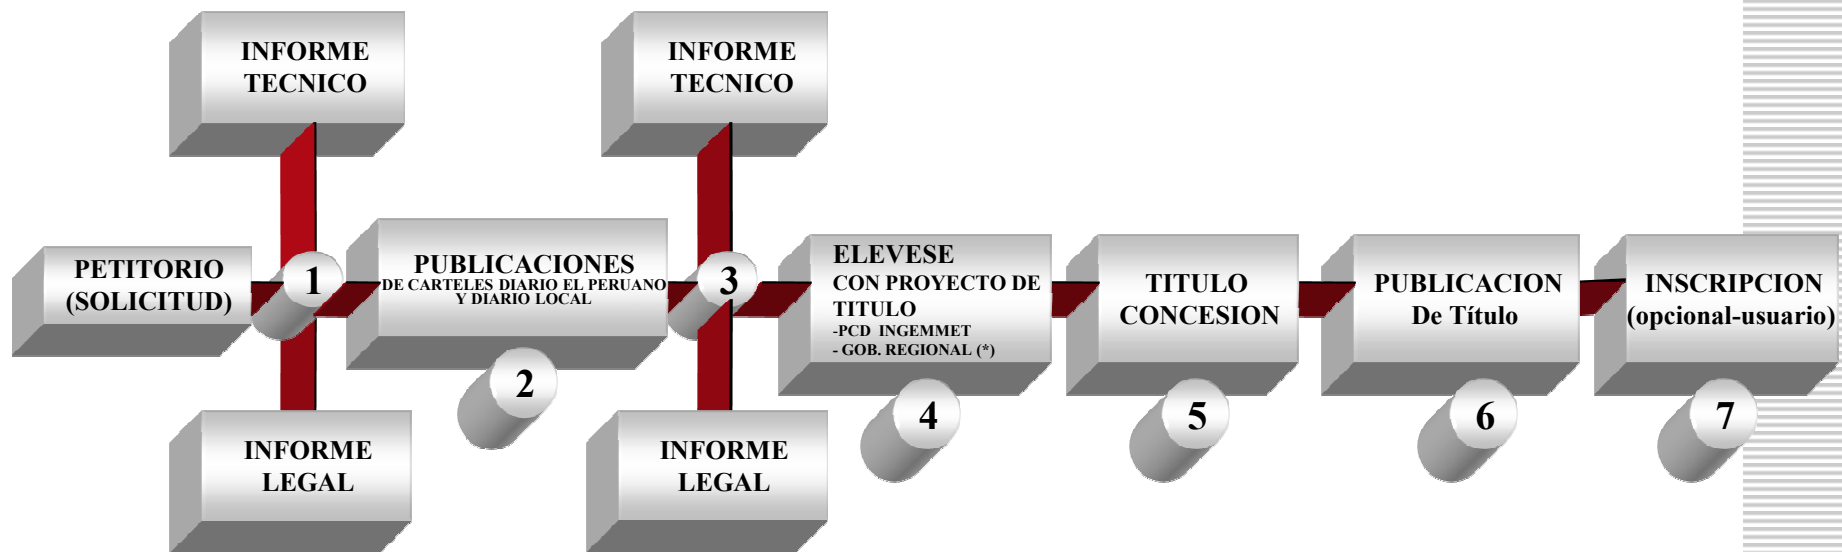 INFORME
TECNICO
INFORME
TECNICO
PETITORIO
(SOLICITUD)
1
PUBLICACIONES
DE CARTELES DIARIO EL PERUANO
Y DIARIO LOCAL
2
3
ELEVESE
CON PROYECTO DE
TITULO
-PCD INGEMMET
- GOB. REGIONAL (*)
4
TITULO
CONCESION
5
PUBLICACION
De Título
6
INSCRIPCION
(opcional-usuario)
7
INFORME
LEGAL
INFORME
LEGAL